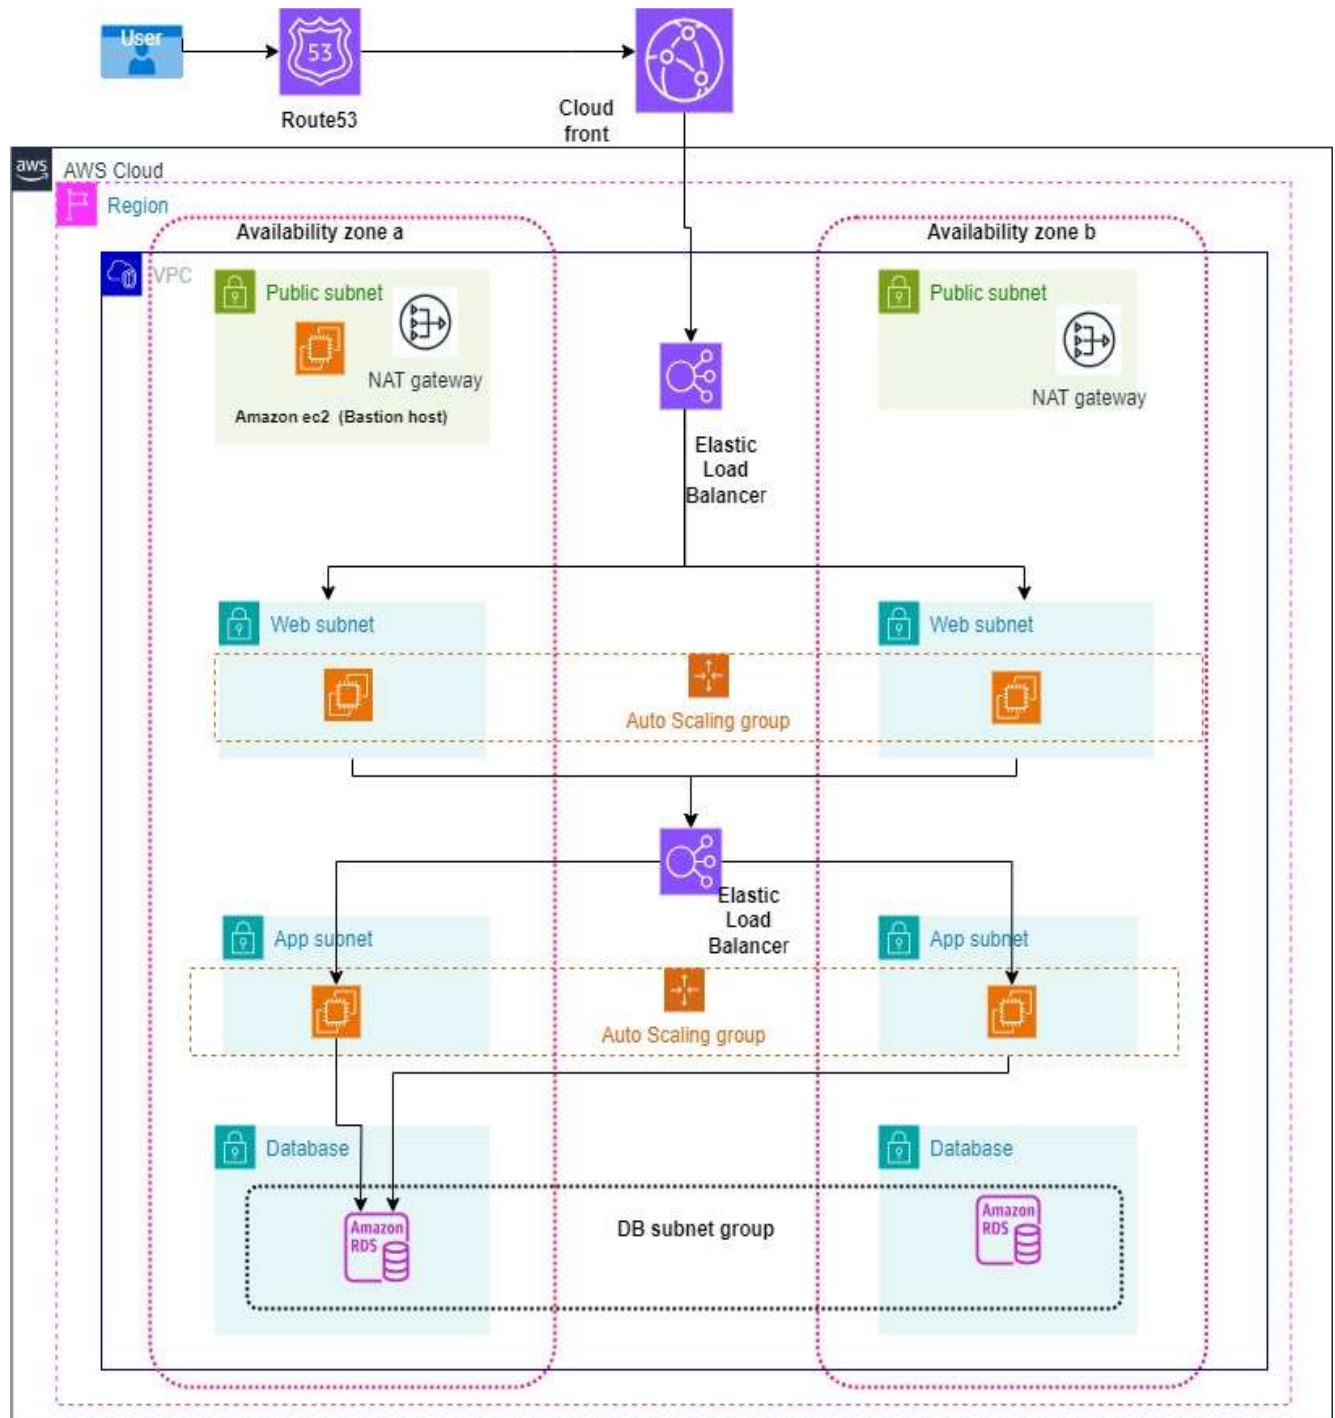 User
53
Route53
Cloud
front
aws
AWS Cloud
Region
Availability zone a
Availability zone b
VPC
Public subnet
NAT gateway
Amazon ec2 (Bastion host)
Public subnet
NAT gateway
Elastic
Load
Balancer
Web subnet
Web subnet
Auto Scaling group
Elastic
Load
Balancer
App subnet
App subnet
Auto Scaling group
Database
Database
Amazon
RDS
DB subnet group
Amazon
RDS